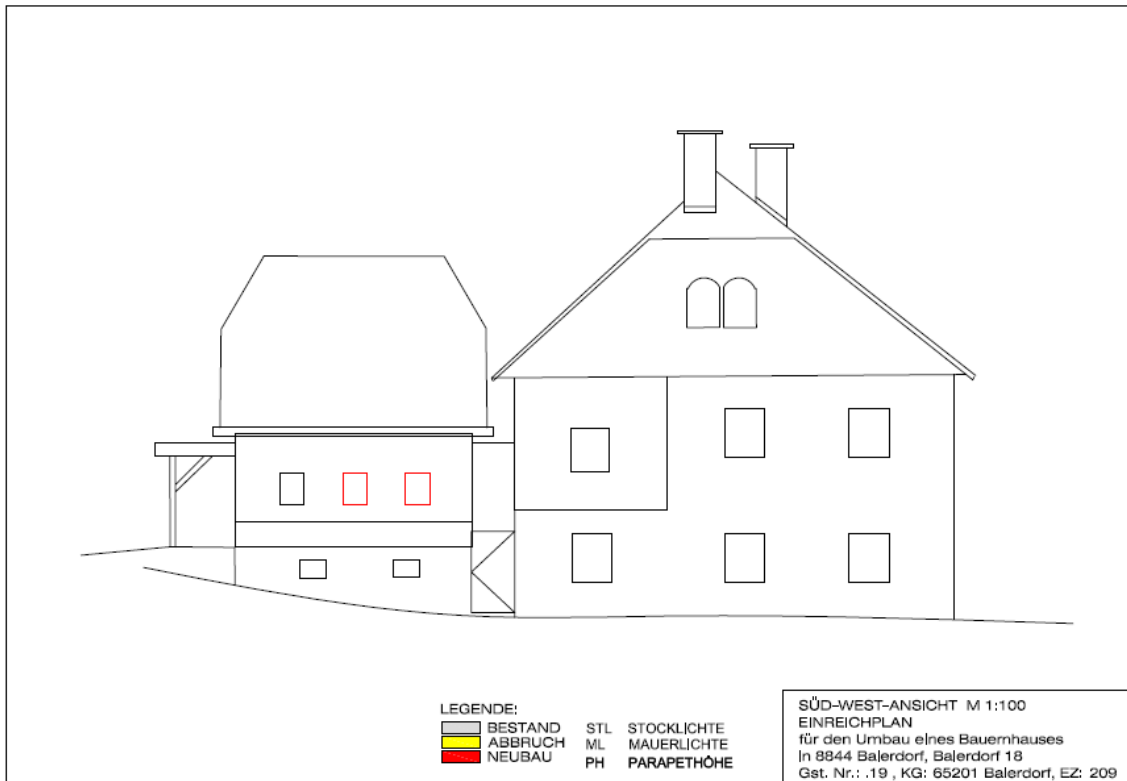 LEGENDE:
BESTAND STL STOCKLICHTE
ABBRUCH ML MAUERLICHTE
NEUBAU PH PARAPETHÖHE
SÜD-WEST-ANSICHT M 1:100
EINREICHPLAN
für den Umbau eines Bauernhauses
in 8844 Baierdorf, Baierdorf 18
Gst. Nr.: .19 , KG: 65201 Baierdorf, EZ: 209